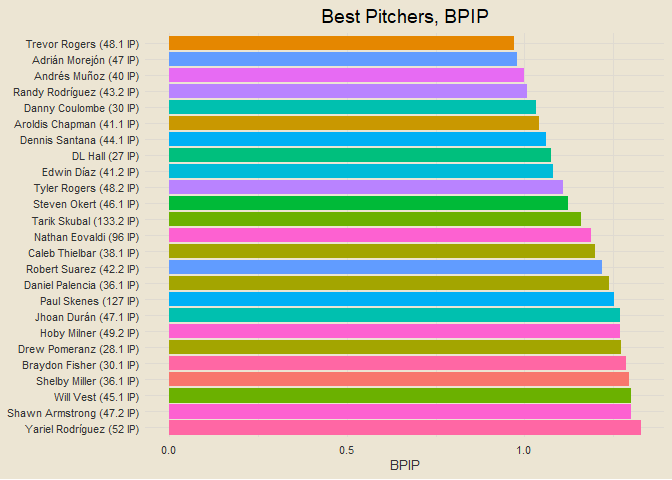 Best Pitchers, BPIP
Trevor Rogers (48.1 IP)
Adrián Morejón (47 IP)
Andrés Muñoz (40 IP)
Randy Rodríguez (43.2 IP)
Danny Coulombe (30 IP)
Aroldis Chapman (41.1 IP)
Dennis Santana (44.1 IP)
DL Hall (27 IP)
Edwin Díaz (41.2 IP)
Tyler Rogers (48.2 IP)
Steven Okert (46.1 IP)
Tarik Skubal (133.2 IP)
Nathan Eovaldi (96 IP)
Caleb Thielbar (38.1 IP)
Robert Suarez (42.2 IP)
Daniel Palencia (36.1 IP)
Paul Skenes (127 IP)
Jhoan Durán (47.1 IP)
Hoby Milner (49.2 IP)
Drew Pomeranz (28.1 IP)
Braydon Fisher (30.1 IP)
Shelby Miller (36.1 IP)
Will Vest (45.1 IP)
Shawn Armstrong (47.2 IP)
Yariel Rodríguez (52 IP)
0.0 0.5 1.0
BPIP